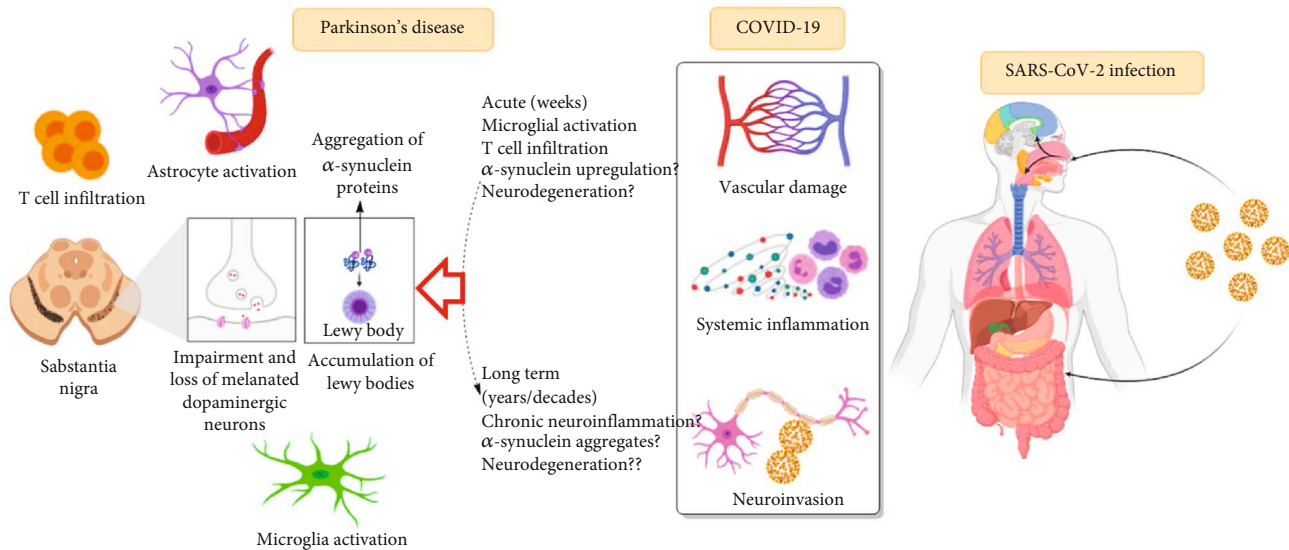 Parkinson's disease
COVID-19
SARS-CoV-2 infection
T cell infiltration
Astrocyte activation
Aggregation of
α-synuclein
proteins
Sabstantia
nigra
Impairment and
loss of melanated
dopaminergic
neurons
Lewy body
Accumulation of
lewy bodies
Microglia activation
Acute (weeks)
Microglial activation
T cell infiltration
α-synuclein upregulation?
Neurodegeneration?
Long term
(years/decades)
Chronic neuroinflammation?
α-synuclein aggregates?
Neurodegeneration??
Vascular damage
Systemic inflammation
Neuroinvasion